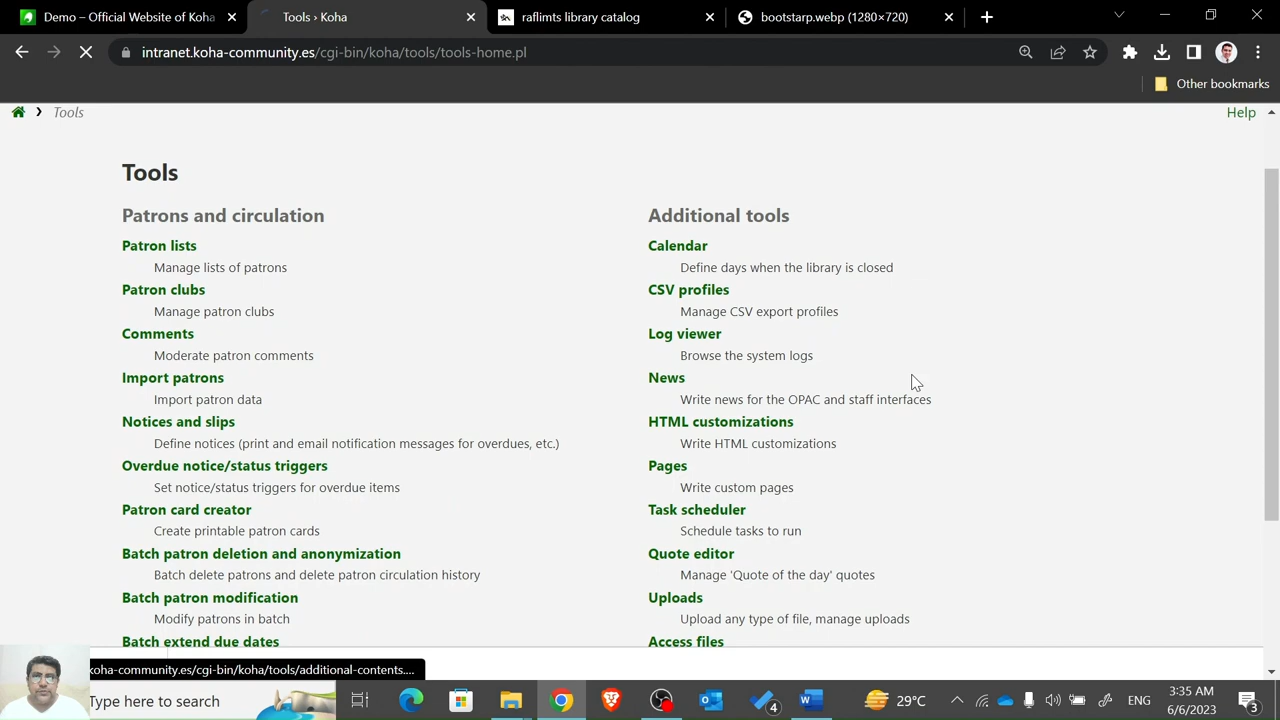 Demo – Official Website of Koha
Tools › Koha
raflimts library catalog
bootstarp.webp (1280×720)
intranet.koha-community.es/cgi-bin/koha/tools/tools-home.pl
Other bookmarks
Tools
Help
Tools
Patrons and circulation
Patron lists
Manage lists of patrons
Patron clubs
Manage patron clubs
Comments
Moderate patron comments
Import patrons
Import patron data
Notices and slips
Define notices (print and email notification messages for overdues, etc.)
Overdue notice/status triggers
Set notice/status triggers for overdue items
Patron card creator
Create printable patron cards
Batch patron deletion and anonymization
Batch delete patrons and delete patron circulation history
Batch patron modification
Modify patrons in batch
Batch extend due dates
Additional tools
Calendar
Define days when the library is closed
CSV profiles
Manage CSV export profiles
Log viewer
Browse the system logs
News
Write news for the OPAC and staff interfaces
HTML customizations
Write HTML customizations
Pages
Write custom pages
Task scheduler
Schedule tasks to run
Quote editor
Manage 'Quote of the day' quotes
Uploads
Upload any type of file, manage uploads
Access files
koha-community.es/cgi-bin/koha/tools/additional-contents....
Type here to search
4
29°C
ENG
3:35 AM
6/6/2023
3